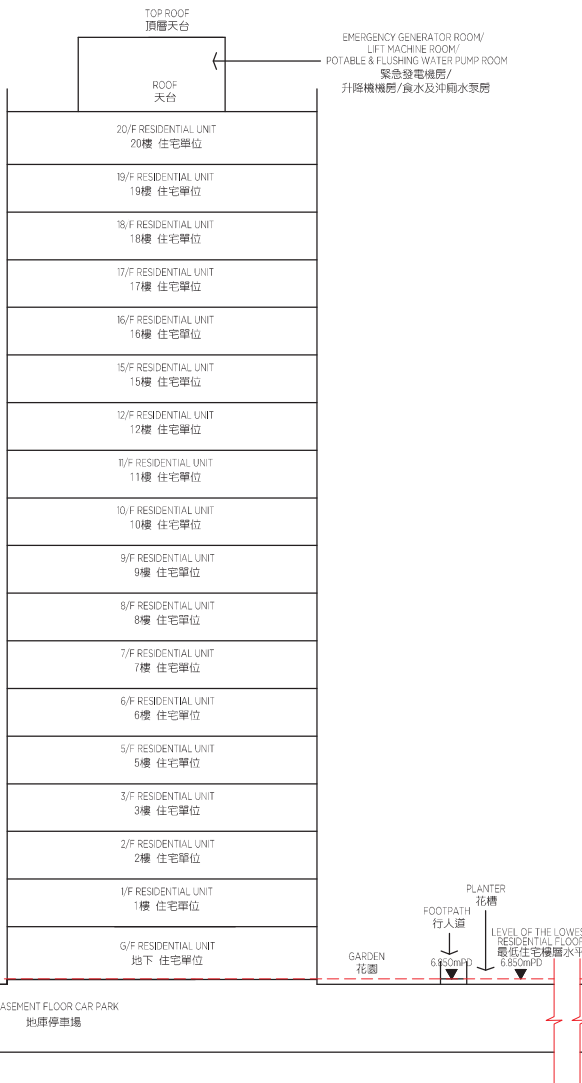 TOP ROOF
頂層天台
EMERGENCY GENERATOR ROOM/
LIFT MACHINE ROOM/
POTABLE & FLUSHING WATER PUMP ROOM
緊急發電機房/
升降機機房/食水及沖廁水泵房
ROOF
天台
20/F RESIDENTIAL UNIT
20樓 住宅單位
19/F RESIDENTIAL UNIT
19樓 住宅單位
18/F RESIDENTIAL UNIT
18樓 住宅單位
17/F RESIDENTIAL UNIT
17樓 住宅單位
16/F RESIDENTIAL UNIT
16樓 住宅單位
15/F RESIDENTIAL UNIT
15樓 住宅單位
12/F RESIDENTIAL UNIT
12樓 住宅單位
11/F RESIDENTIAL UNIT
11樓 住宅單位
10/F RESIDENTIAL UNIT
10樓 住宅單位
9/F RESIDENTIAL UNIT
9樓 住宅單位
8/F RESIDENTIAL UNIT
8樓 住宅單位
7/F RESIDENTIAL UNIT
7樓 住宅單位
6/F RESIDENTIAL UNIT
6樓 住宅單位
5/F RESIDENTIAL UNIT
5樓 住宅單位
3/F RESIDENTIAL UNIT
3樓 住宅單位
2/F RESIDENTIAL UNIT
2樓 住宅單位
1/F RESIDENTIAL UNIT
1樓 住宅單位
G/F RESIDENTIAL UNIT
地下 住宅單位
GARDEN
花園
FOOTPATH
行人道
6.850mPD
PLANTER
花槽
LEVEL OF THE LOWES
RESIDENTIAL FLOOR
最低住宅樓層水平
6.850mPD
ASEMENT FLOOR CAR PARK
地庫停車場